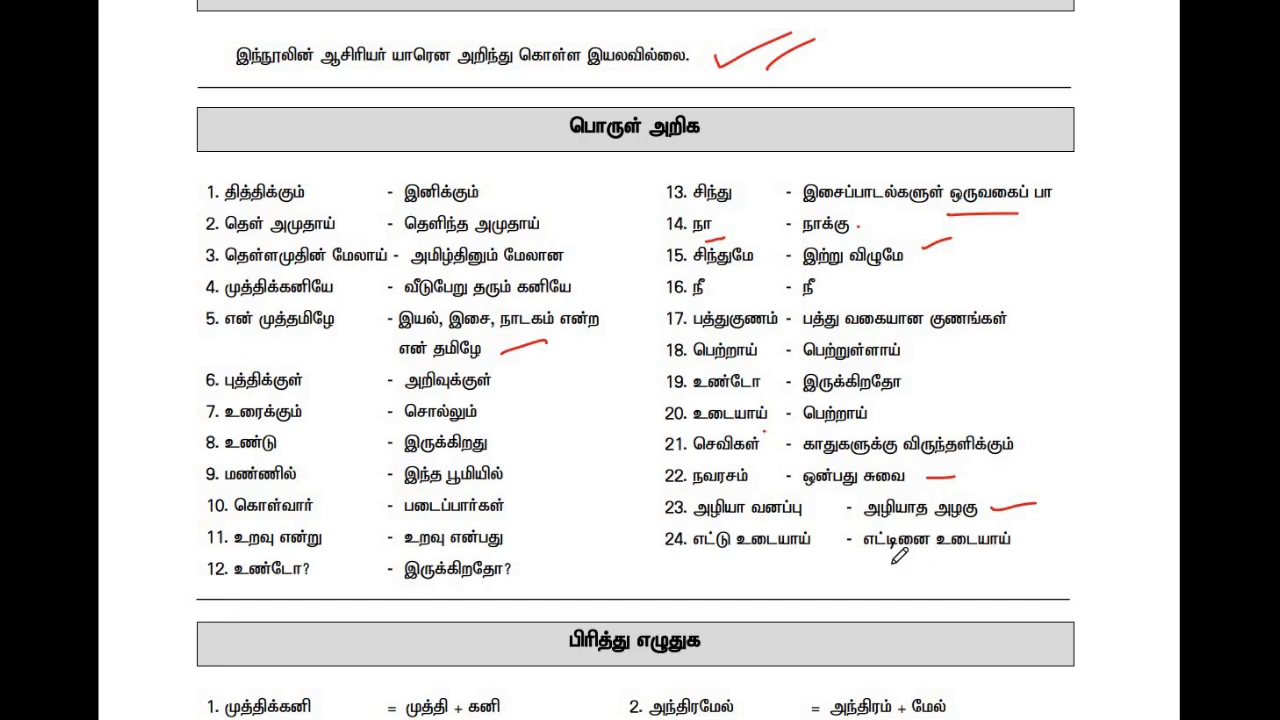 இந்நூலின் ஆசிரியர் யாரென அறிந்து கொள்ள இயலவில்லை.
பொருள் அறிக
1. தித்திக்கும் - இனிக்கும்
2. தெள் அமுதாய் - தெளிந்த அமுதாய்
3. தெள்ளமுதின் மேலாய் - அமிழ்தினும் மேலான
4. முத்திக்கனியே - வீடுபேறு தரும் கனியே
5. என் முத்தமிழே - இயல், இசை, நாடகம் என்ற
என் தமிழே
6. புத்திக்குள் - அறிவுக்குள்
7. உரைக்கும் - சொல்லும்
8. உண்டு - இருக்கிறது
9. மண்ணில் - இந்த பூமியில்
10. கொள்வார் - படைப்பார்கள்
11. உறவு என்று - உறவு என்பது
12. உண்டோ? - இருக்கிறதோ?
13. சிந்து - இசைப்பாடல்களுள் ஒருவகைப் பா
14. நா - நாக்கு
15. சிந்துமே - இற்று விழுமே
16. நீ - நீ
17. பத்துகுணம் - பத்து வகையான குணங்கள்
18. பெற்றாய் - பெற்றுள்ளாய்
19. உண்டோ - இருக்கிறதோ
20. உடையாய் - பெற்றாய்
21. செவிகள் - காதுகளுக்கு விருந்தளிக்கும்
22. நவரசம் - ஒன்பது சுவை
23. அழியா வனப்பு - அழியாத அழகு
24. எட்டு உடையாய் - எட்டினை உடையாய்
பிரித்து எழுதுக
1. முத்திக்கனி = முத்தி + கனி
2. அந்திரமேல் = அந்திரம் + மேல்